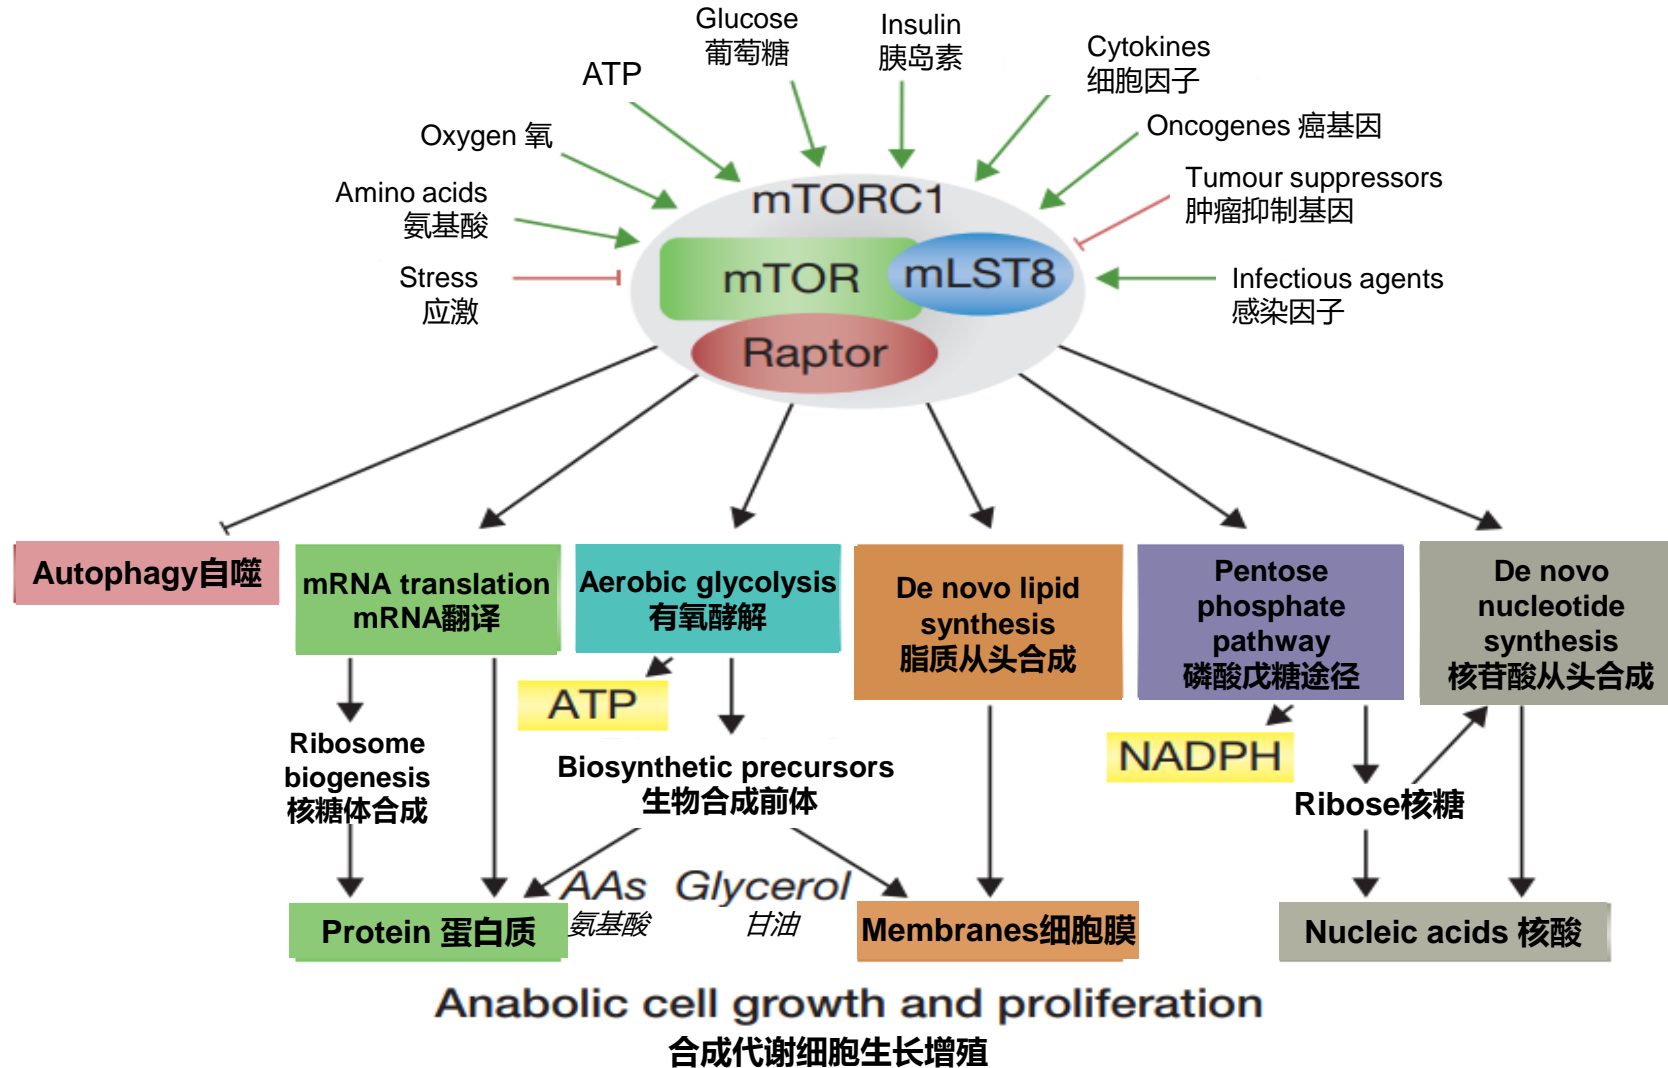 Glucose
葡萄糖
Insulin
胰岛素
Cytokines
细胞因子
ATP
Oxygen 氧
Oncogenes 癌基因
Amino acids
氨基酸
Tumour suppressors
肿瘤抑制基因
Stress
应激
Infectious agents
感染因子
mTORC1
mTOR
mLST8
Raptor
Autophagy自噬
mRNA translation
mRNA翻译
Aerobic glycolysis
有氧酵解
De novo lipid
synthesis
脂质从头合成
Pentose
phosphate
pathway
磷酸戊糖途径
De novo
nucleotide
synthesis
核苷酸从头合成
ATP
NADPH
Ribosome
biogenesis
核糖体合成
Biosynthetic precursors
生物合成前体
Ribose核糖
AAs
氨基酸
Glycerol
甘油
Protein 蛋白质
Membranes细胞膜
Nucleic acids 核酸
Anabolic cell growth and proliferation
合成代谢细胞生长增殖